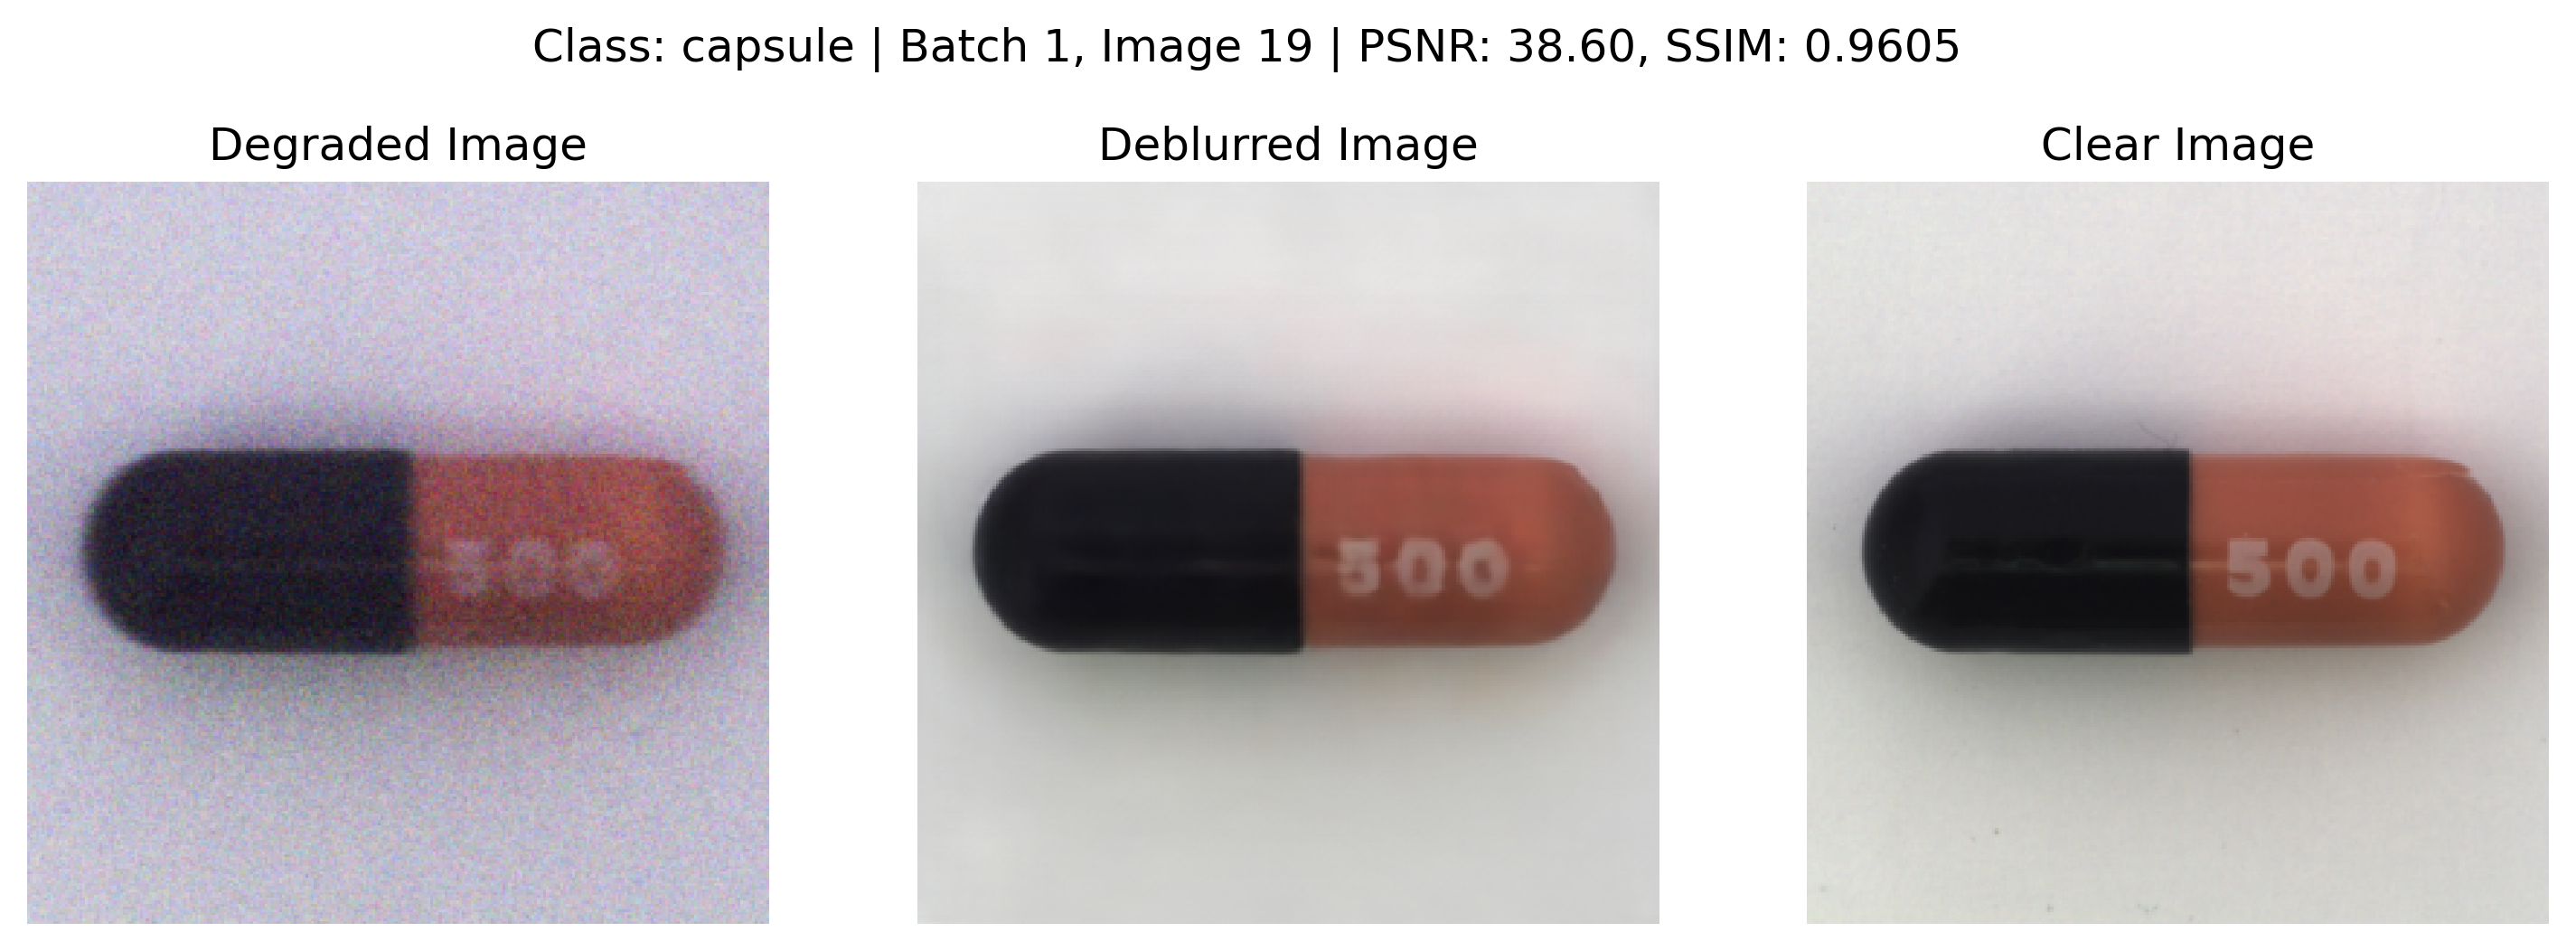 Class: capsule | Batch 1, Image 19 | PSNR: 38.60, SSIM: 0.9605
Degraded Image
Deblurred Image
Clear Image
500
500
500